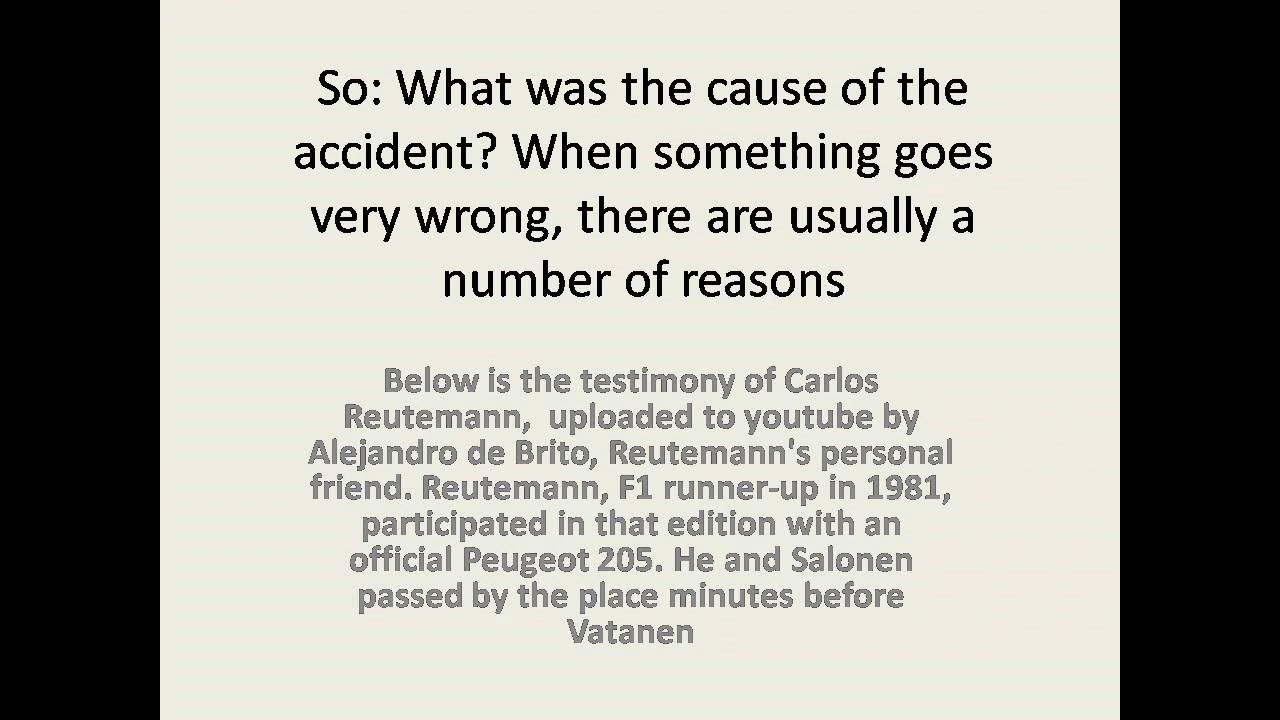 So: What was the cause of the
accident? When something goes
very wrong, there are usually a
number of reasons
Below is the testimony of Carlos
Reutemann,  uploaded to youtube by
Alejandro de Brito, Reutemann's personal
friend. Reutemann, F1 runner-up in 1981,
participated in that edition with an
official Peugeot 205. He and Salonen
passed by the place minutes before
Vatanen